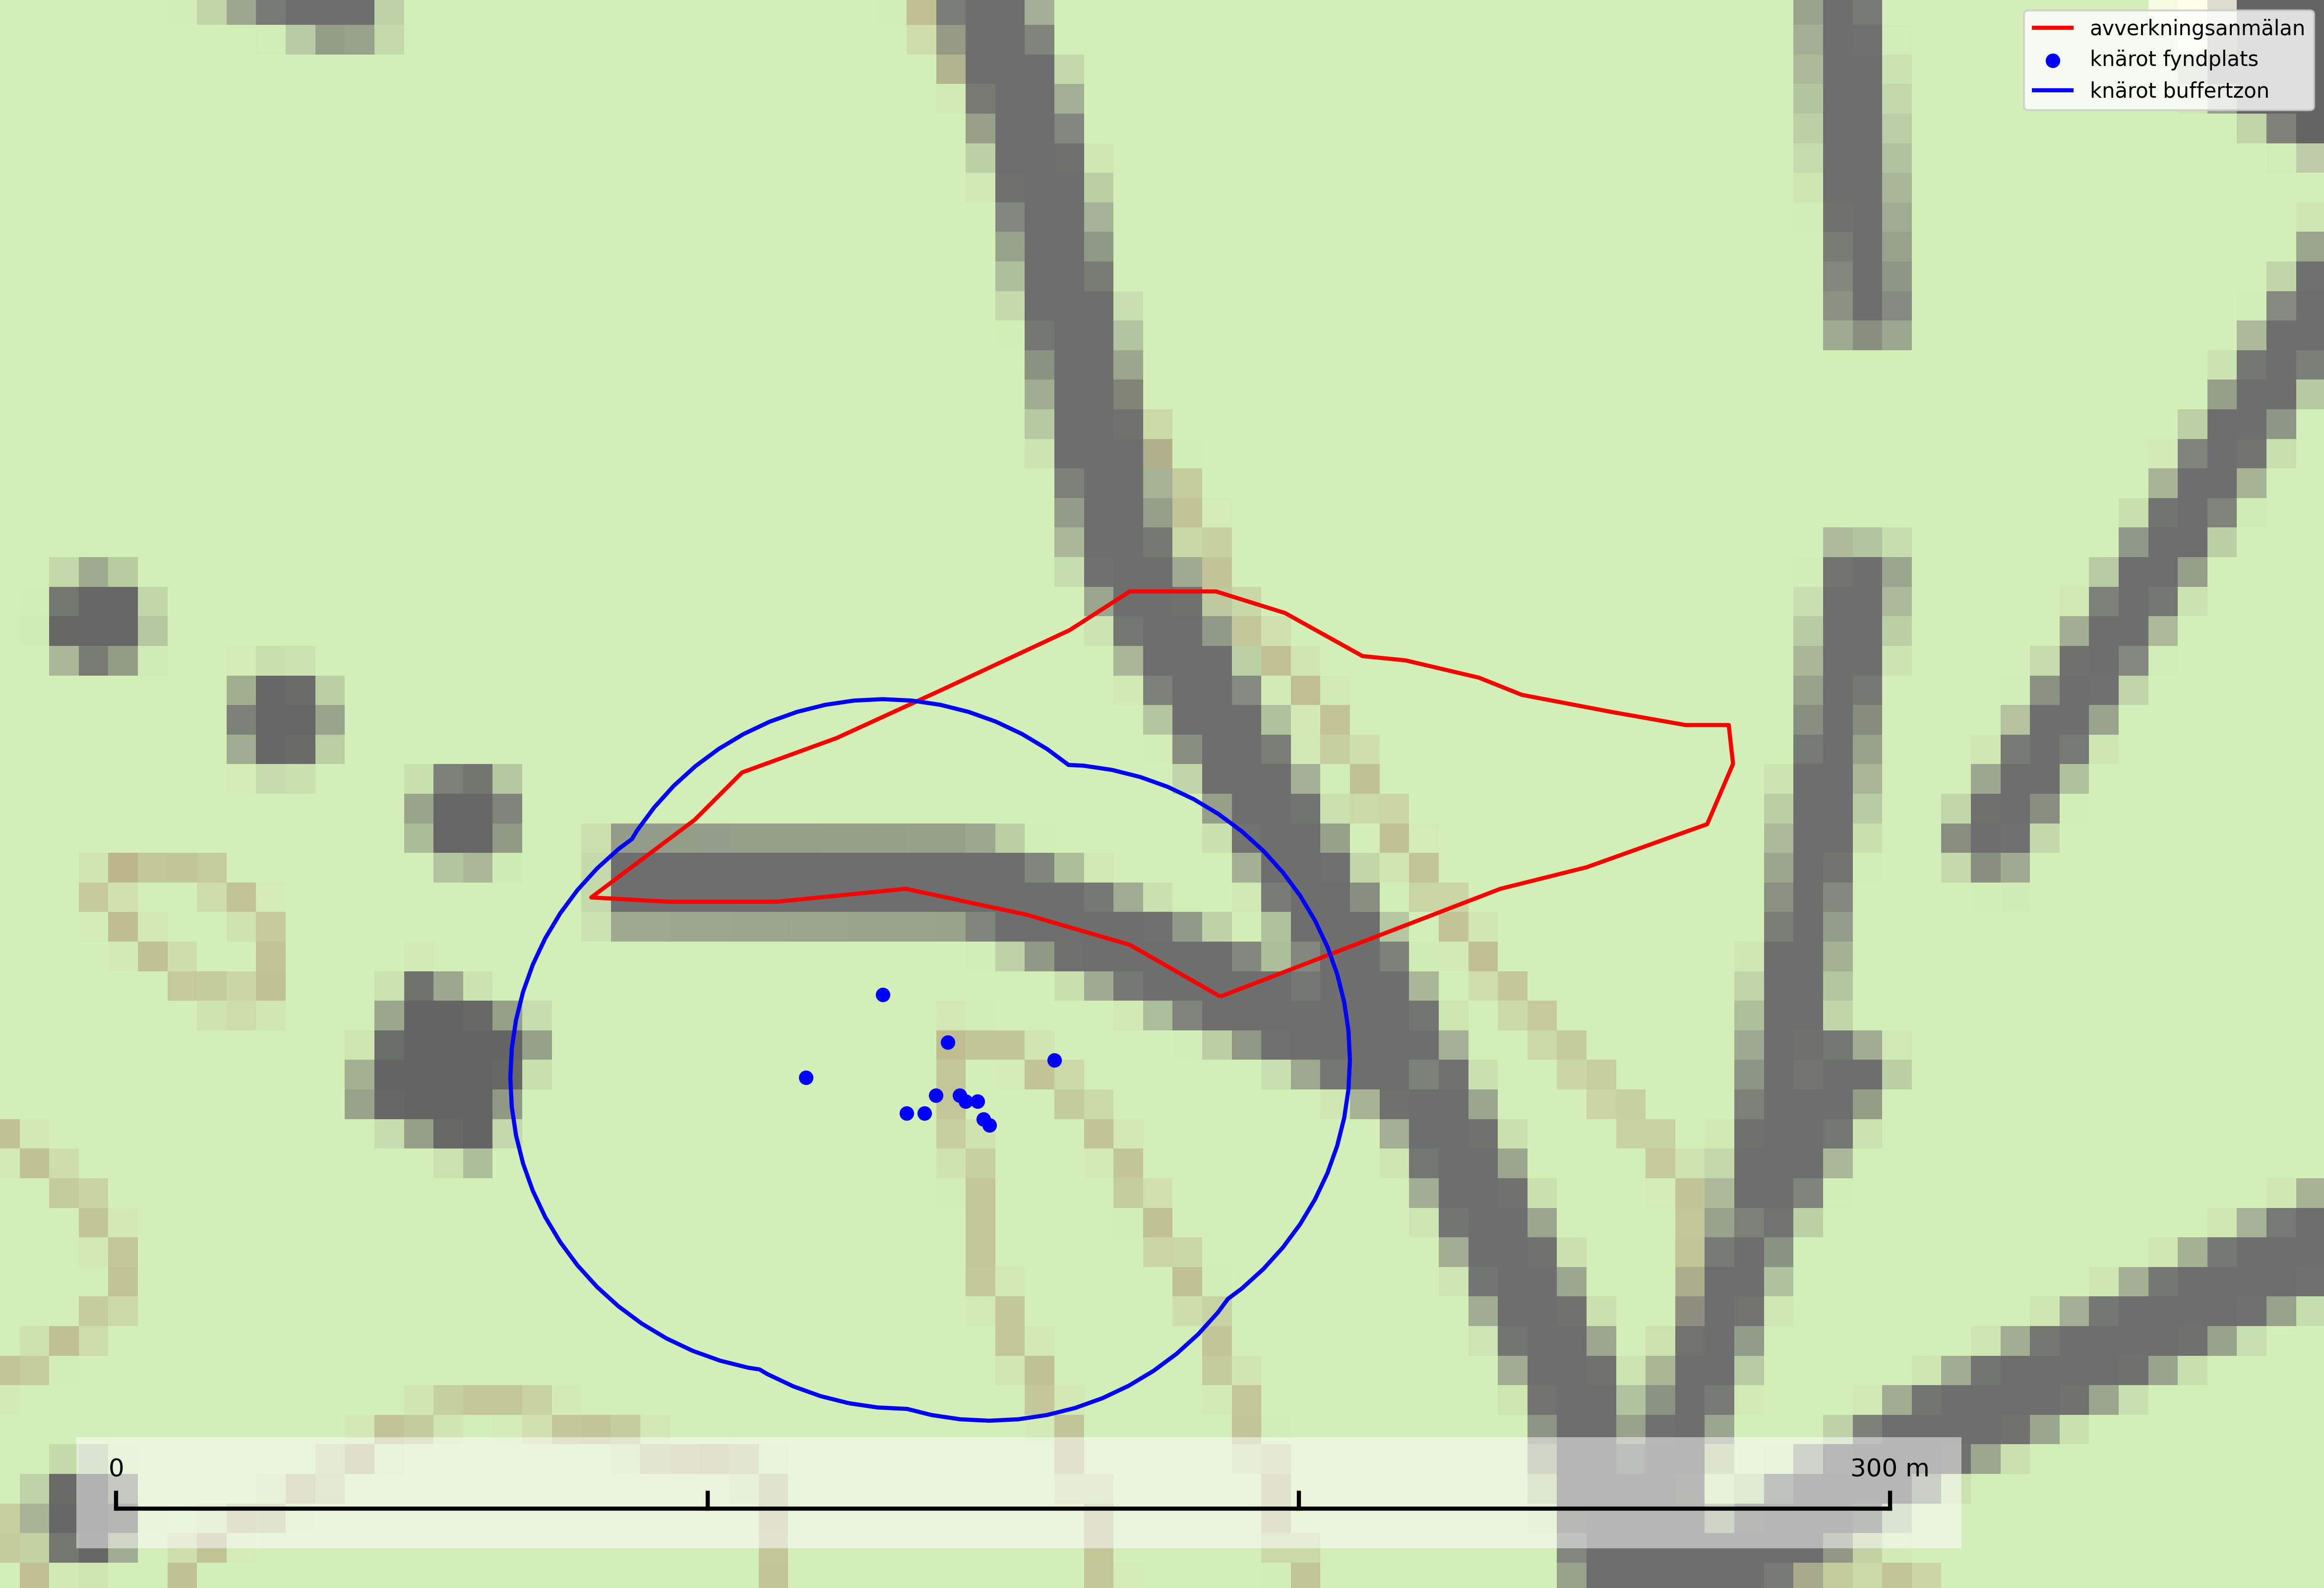 avverkningsanmälan
knärot fyndplats
knärot buffertzon
0
300 m